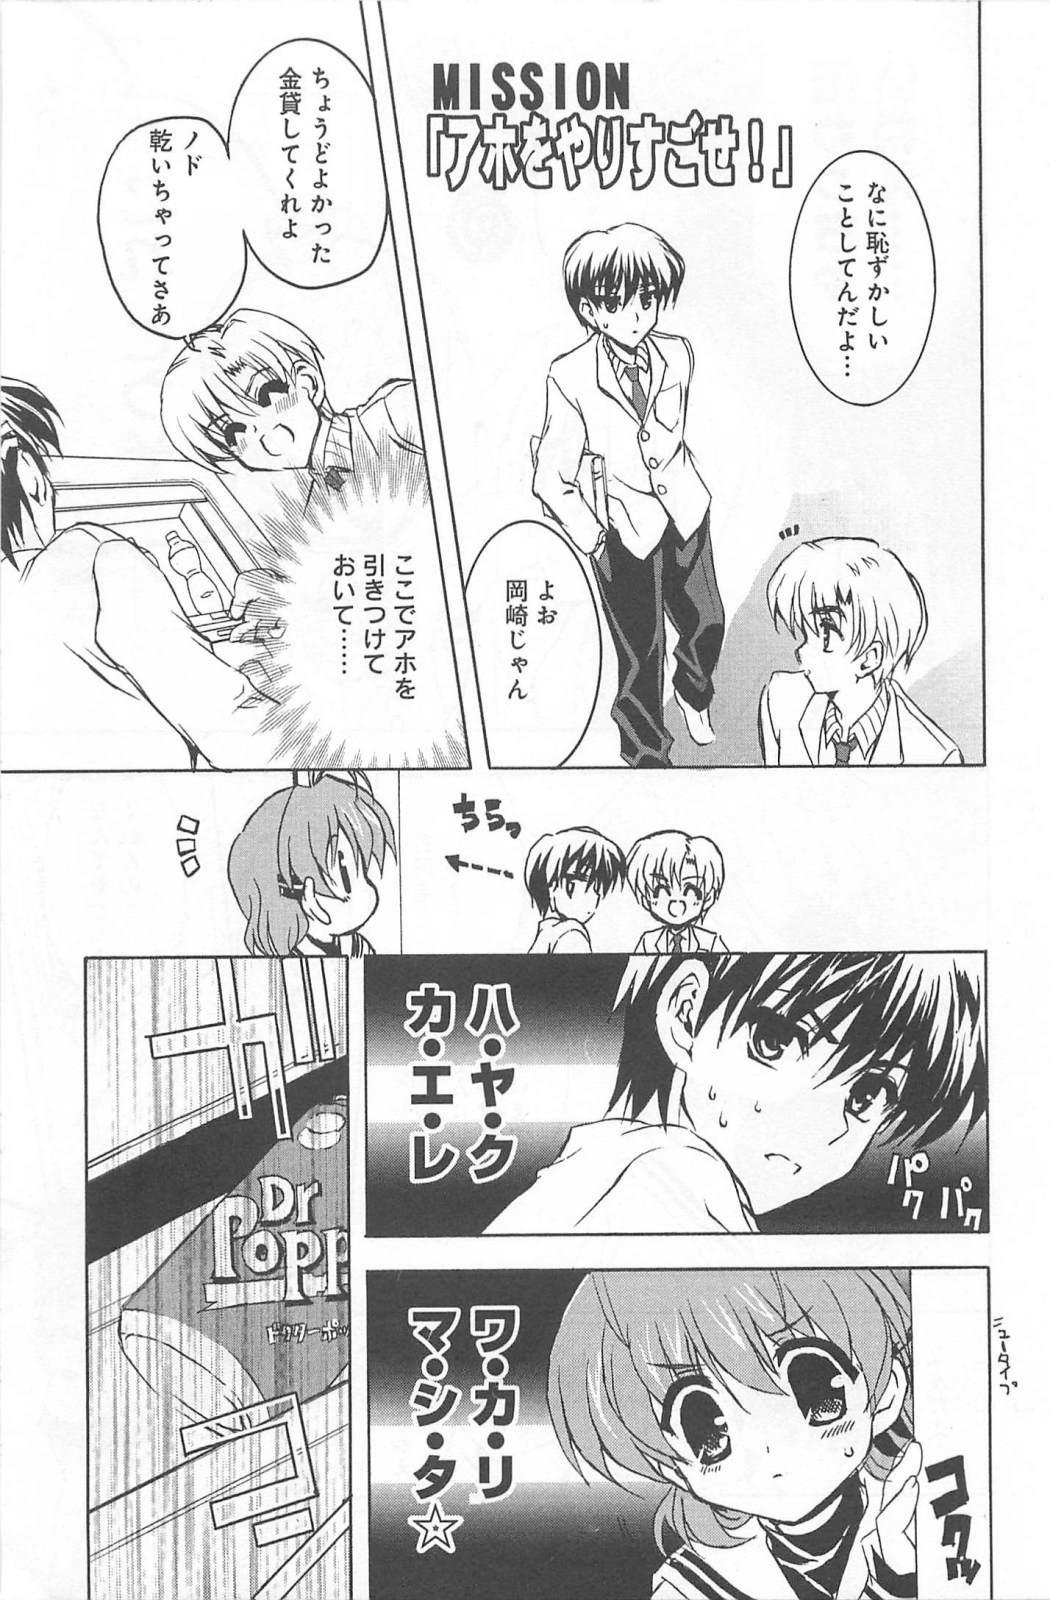 MISSION
「アホをやりすごせ!」
なに恥ずかしい
ことしてんだよ…
よお
岡崎じゃん
ちょうどよかった
金貸してくれよ
ノド
乾いちゃってさあ
ここでアホを
引きつけて
おいて……
ちらっ
ハ・ヤ・ク
カ・エ・レ
パク
パク
ワ・カ・リ
マ・シ・タ☆
ニュータイプ
コクッ
Dr
Popp
ドクターポッ